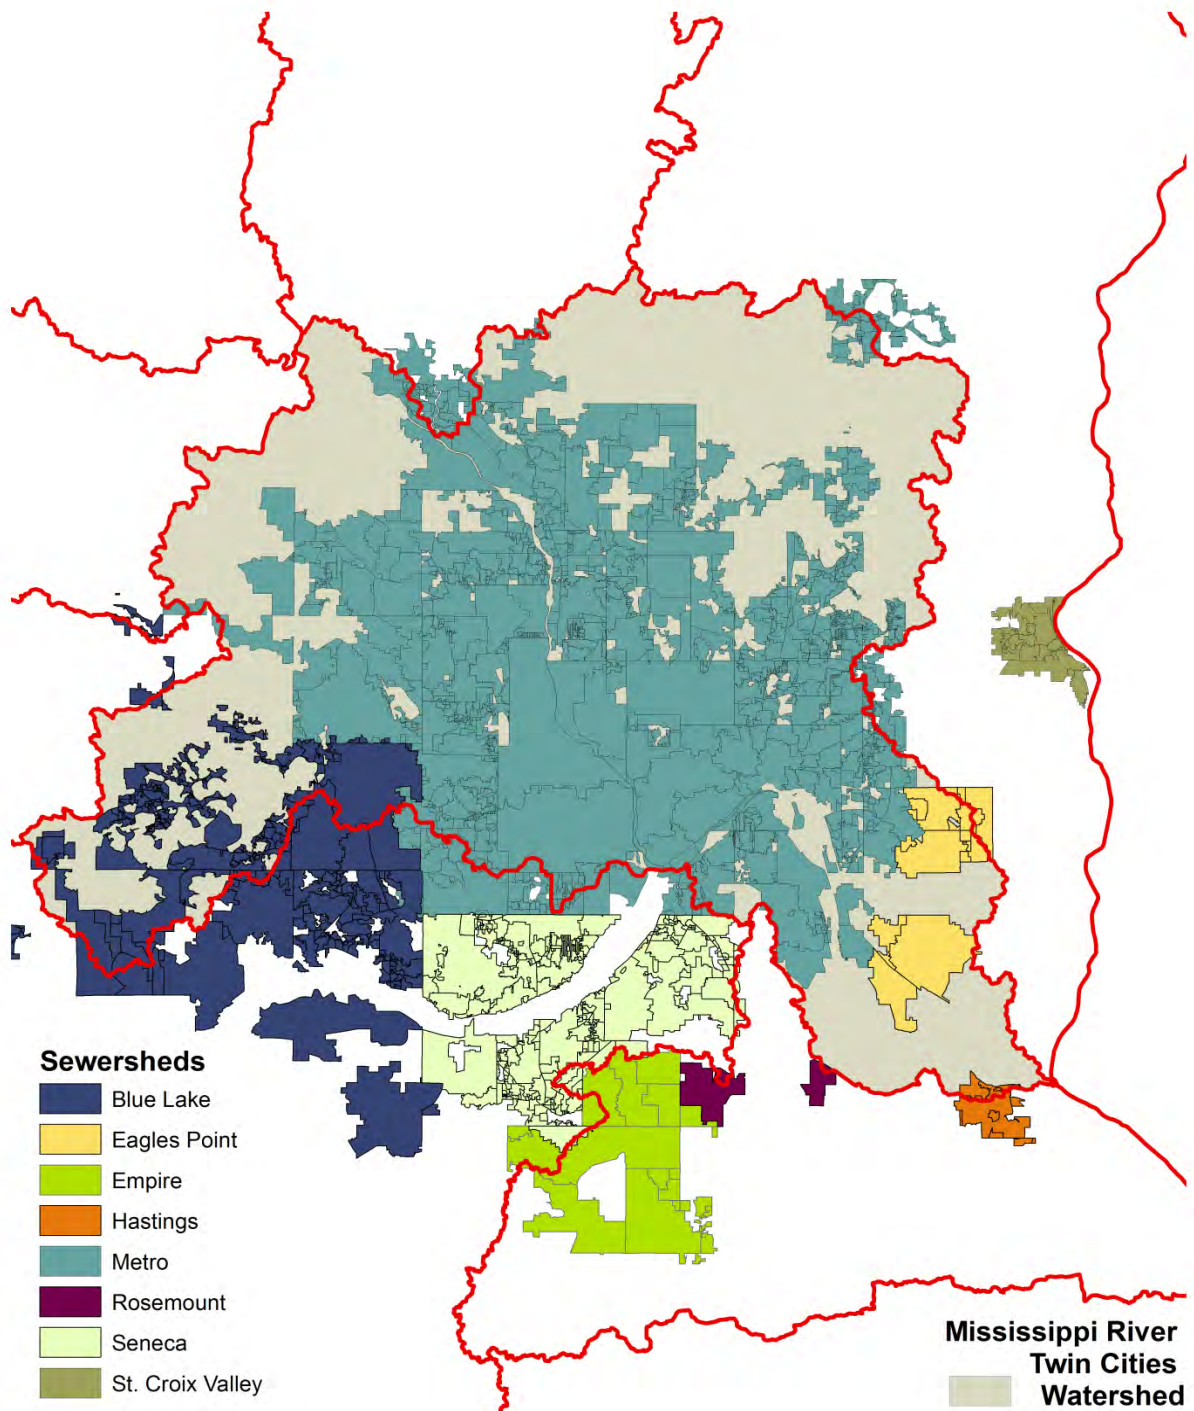 Sewersheds
Blue Lake
Eagles Point
Empire
Hastings
Metro
Rosemount
Seneca
St. Croix Valley
Mississippi River
Twin Cities
Watershed